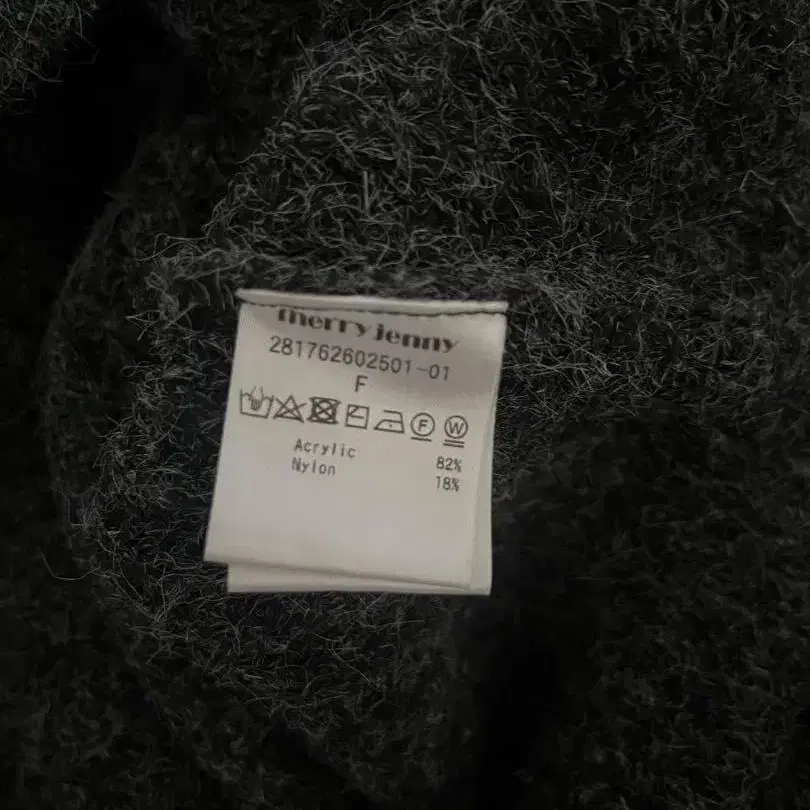 merry jenny
281762602501-01
F
F W
Acrylic 82%
Nylon 18%